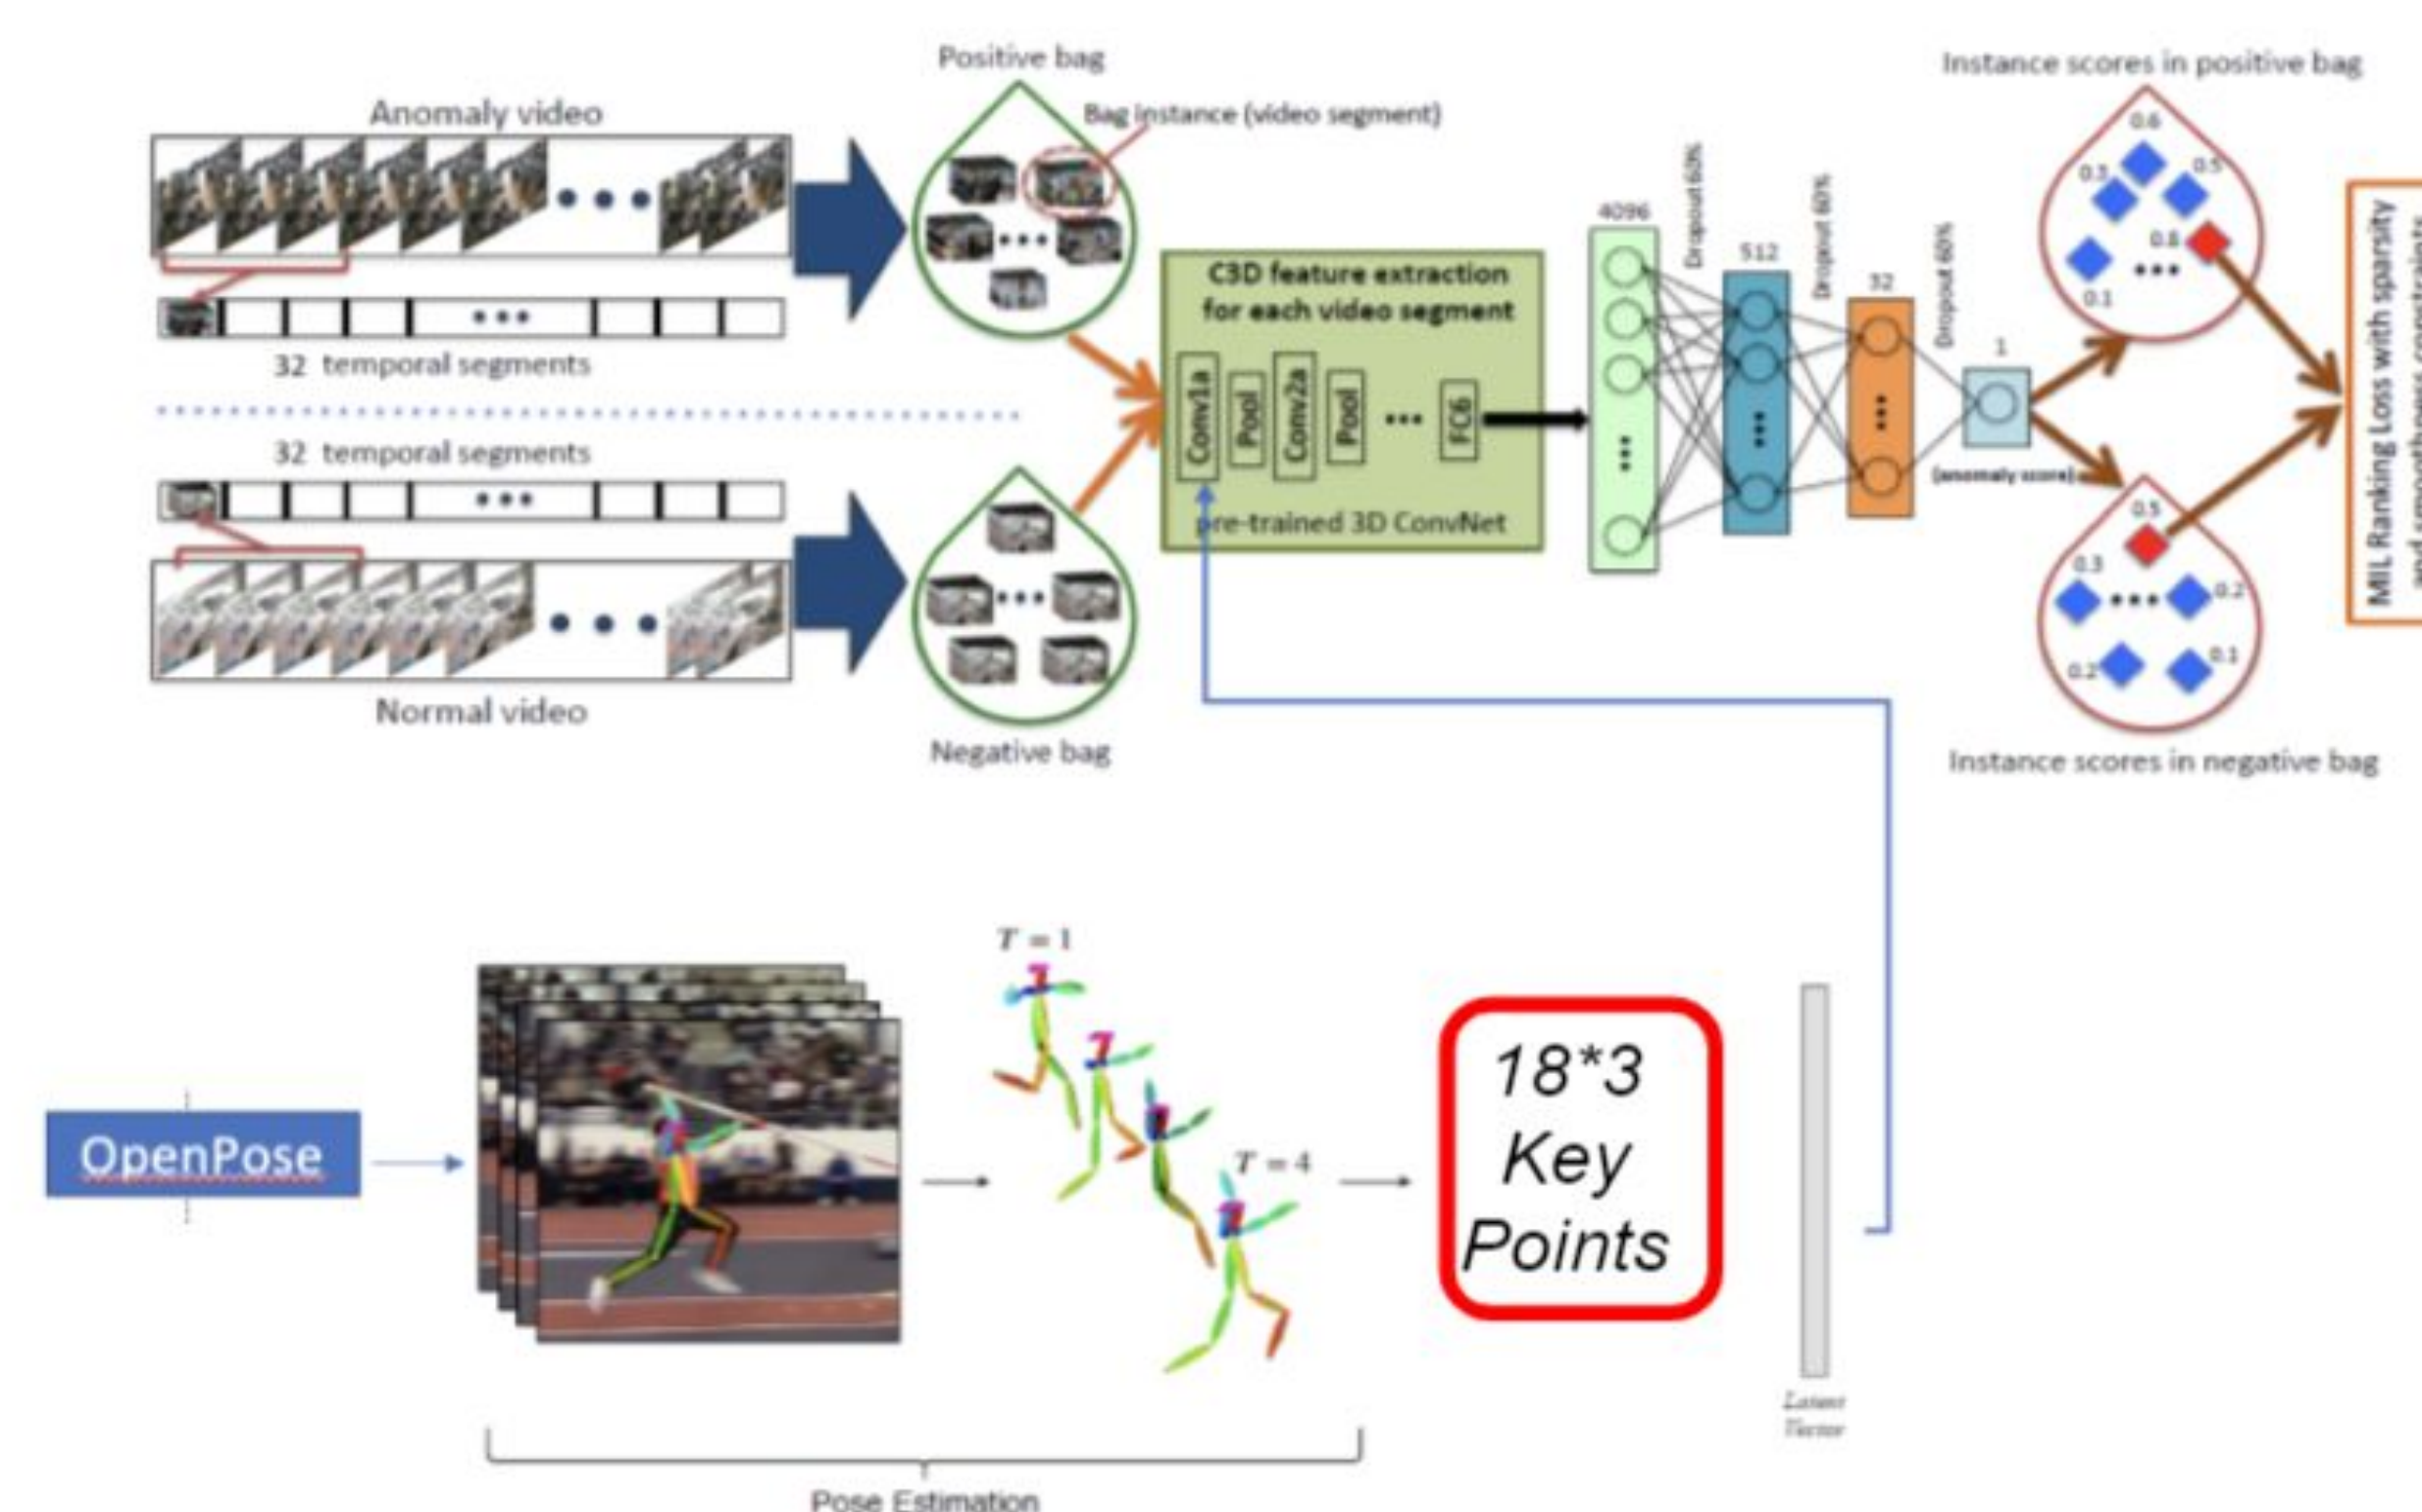 Positive bag
Instance scores in positive bag
Anomaly video
Bag instance (video segment)
0.6
0.3
0.5
0.8
0.1
32 temporal segments
C3D feature extraction
for each video segment
Conv1a
Pool
Conv2a
Pool
FC6
pre-trained 3D ConvNet
4096
Dropout 60%
512
Dropout 60%
32
Dropout 60%
1
(anomaly score)
MIL Ranking Loss with sparsity
and smoothness constraints
32 temporal segments
0.5
0.3
0.2
0.2
0.1
Normal video
Negative bag
Instance scores in negative bag
OpenPose
T = 1
T = 4
18*3
Key
Points
Latent
Vector
Pose Estimation